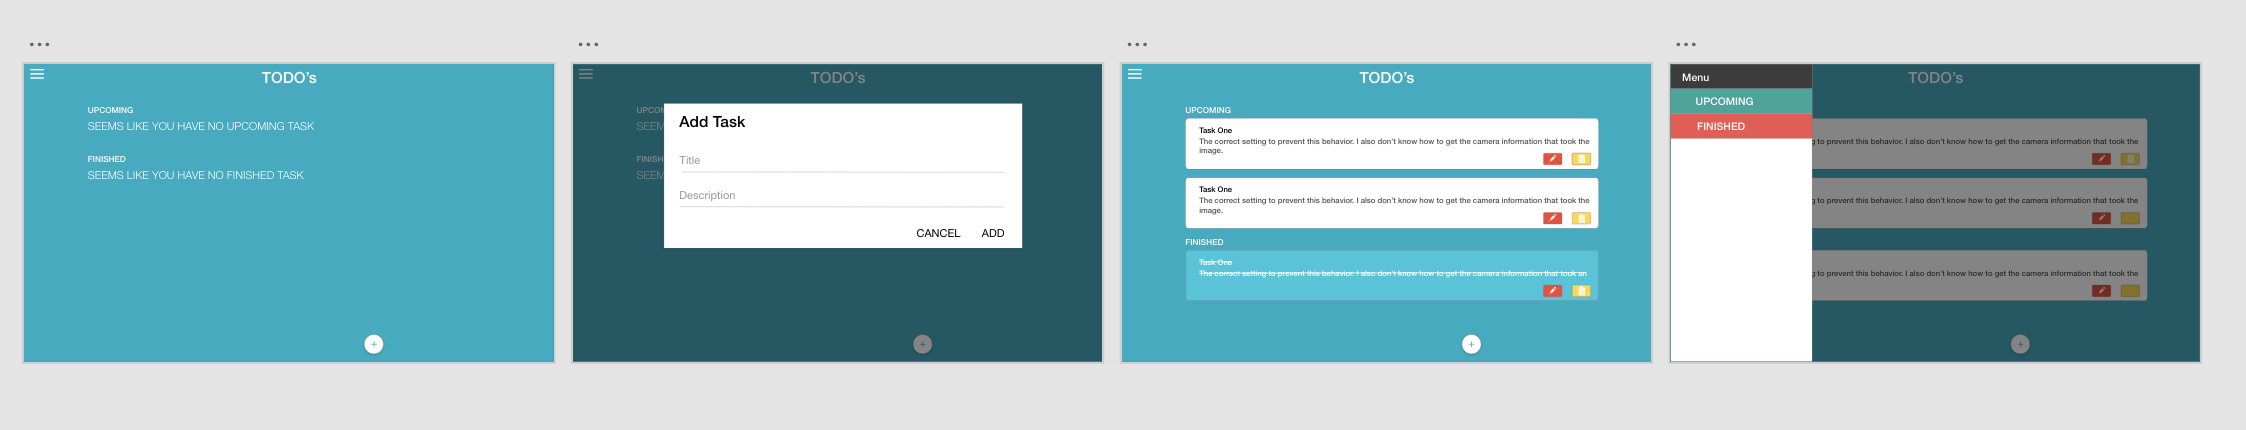 TODO's
UPCOMING
SEEMS LIKE YOU HAVE NO UPCOMING TASK
FINISHED
SEEMS LIKE YOU HAVE NO FINISHED TASK
+
TODO's
UPCOM
SEEM
FINISH
SEEM
Add Task
Title
Description
CANCEL ADD
+
TODO's
UPCOMING
Task One
The correct setting to prevent this behavior. I also don't know how to get the camera information that took the
image.
Task One
The correct setting to prevent this behavior. I also don't know how to get the camera information that took the
image.
FINISHED
Task One
The correct setting to prevent this behavior. I also don't know how to get the camera information that took an
+
Menu
UPCOMING
FINISHED
TODO's
g to prevent this behavior. I also don't know how to get the camera information that took the
g to prevent this behavior. I also don't know how to get the camera information that took the
g to prevent this behavior. I also don't know how to get the camera information that took the
+